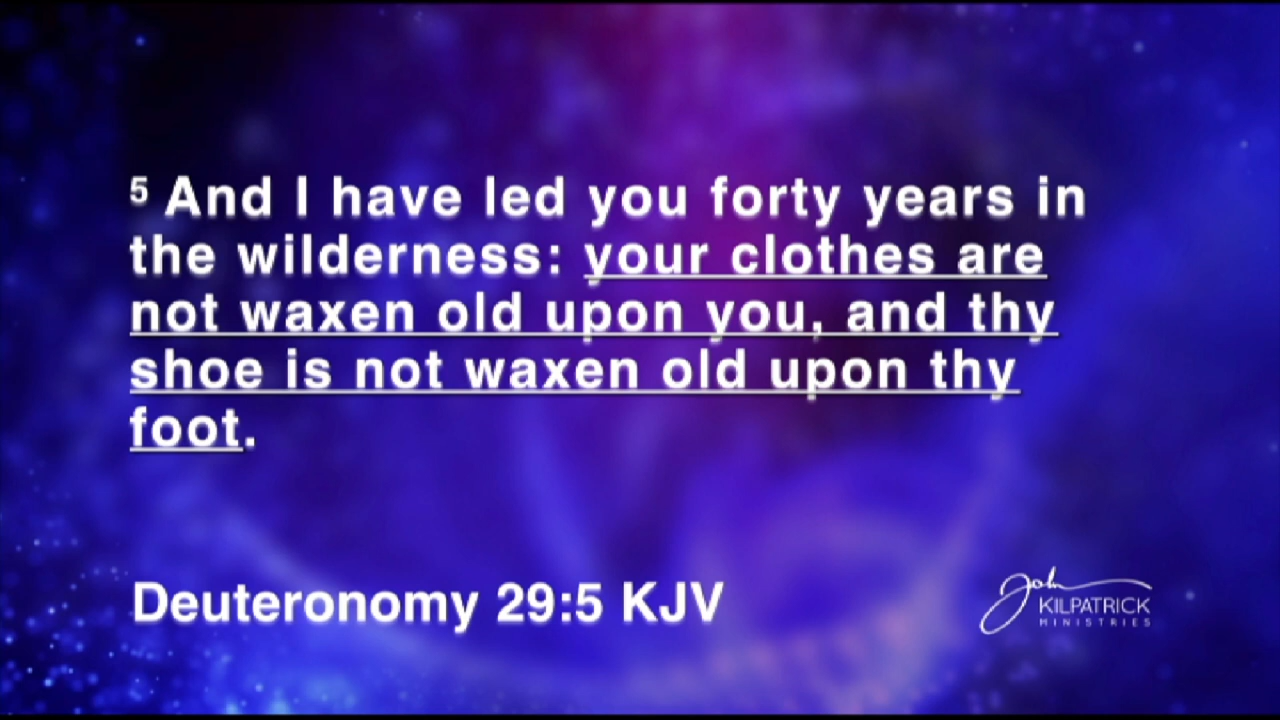 5 And I have led you forty years in
the wilderness: your clothes are
not waxen old upon you, and thy
shoe is not waxen old upon thy
foot.
Deuteronomy 29:5 KJV
John
KILPATRICK
MINISTRIES